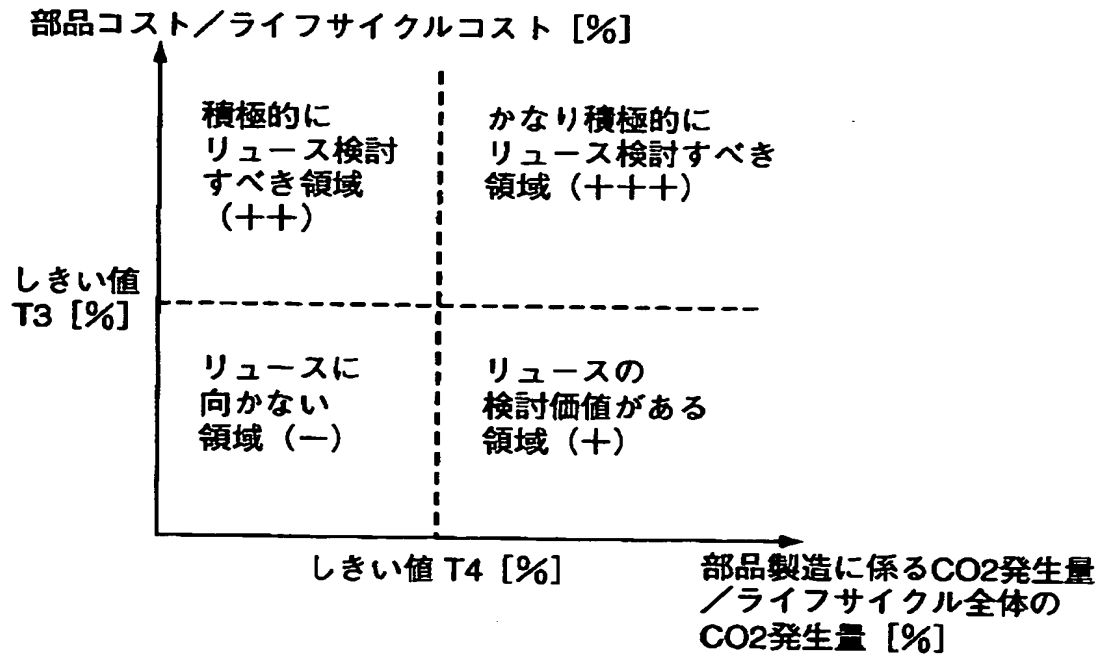 部品コスト／ライフサイクルコスト [%]
積極的に
リュース検討
すべき領域
(++)
かなり積極的に
リュース検討すべき
領域 (+++)
しきい値
T3 [%]
リュースに
向かない
領域 (−)
リュースの
検討価値がある
領域 (+)
しきい値 T4 [%]
部品製造に係るCO2発生量
／ライフサイクル全体の
CO2発生量 [%]